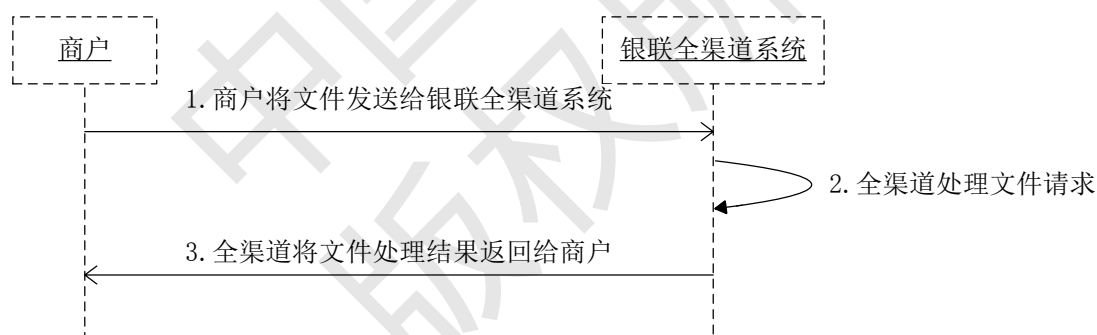 商户
银联全渠道系统
1.商户将文件发送给银联全渠道系统
2.全渠道处理文件请求
3.全渠道将文件处理结果返回给商户